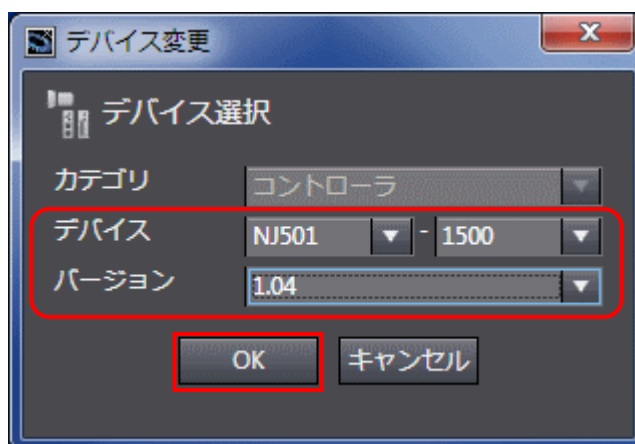 デバイス変更
デバイス選択
カテゴリ コントローラ
デバイス NJ501 - 1500
バージョン 1.04
OK キャンセル